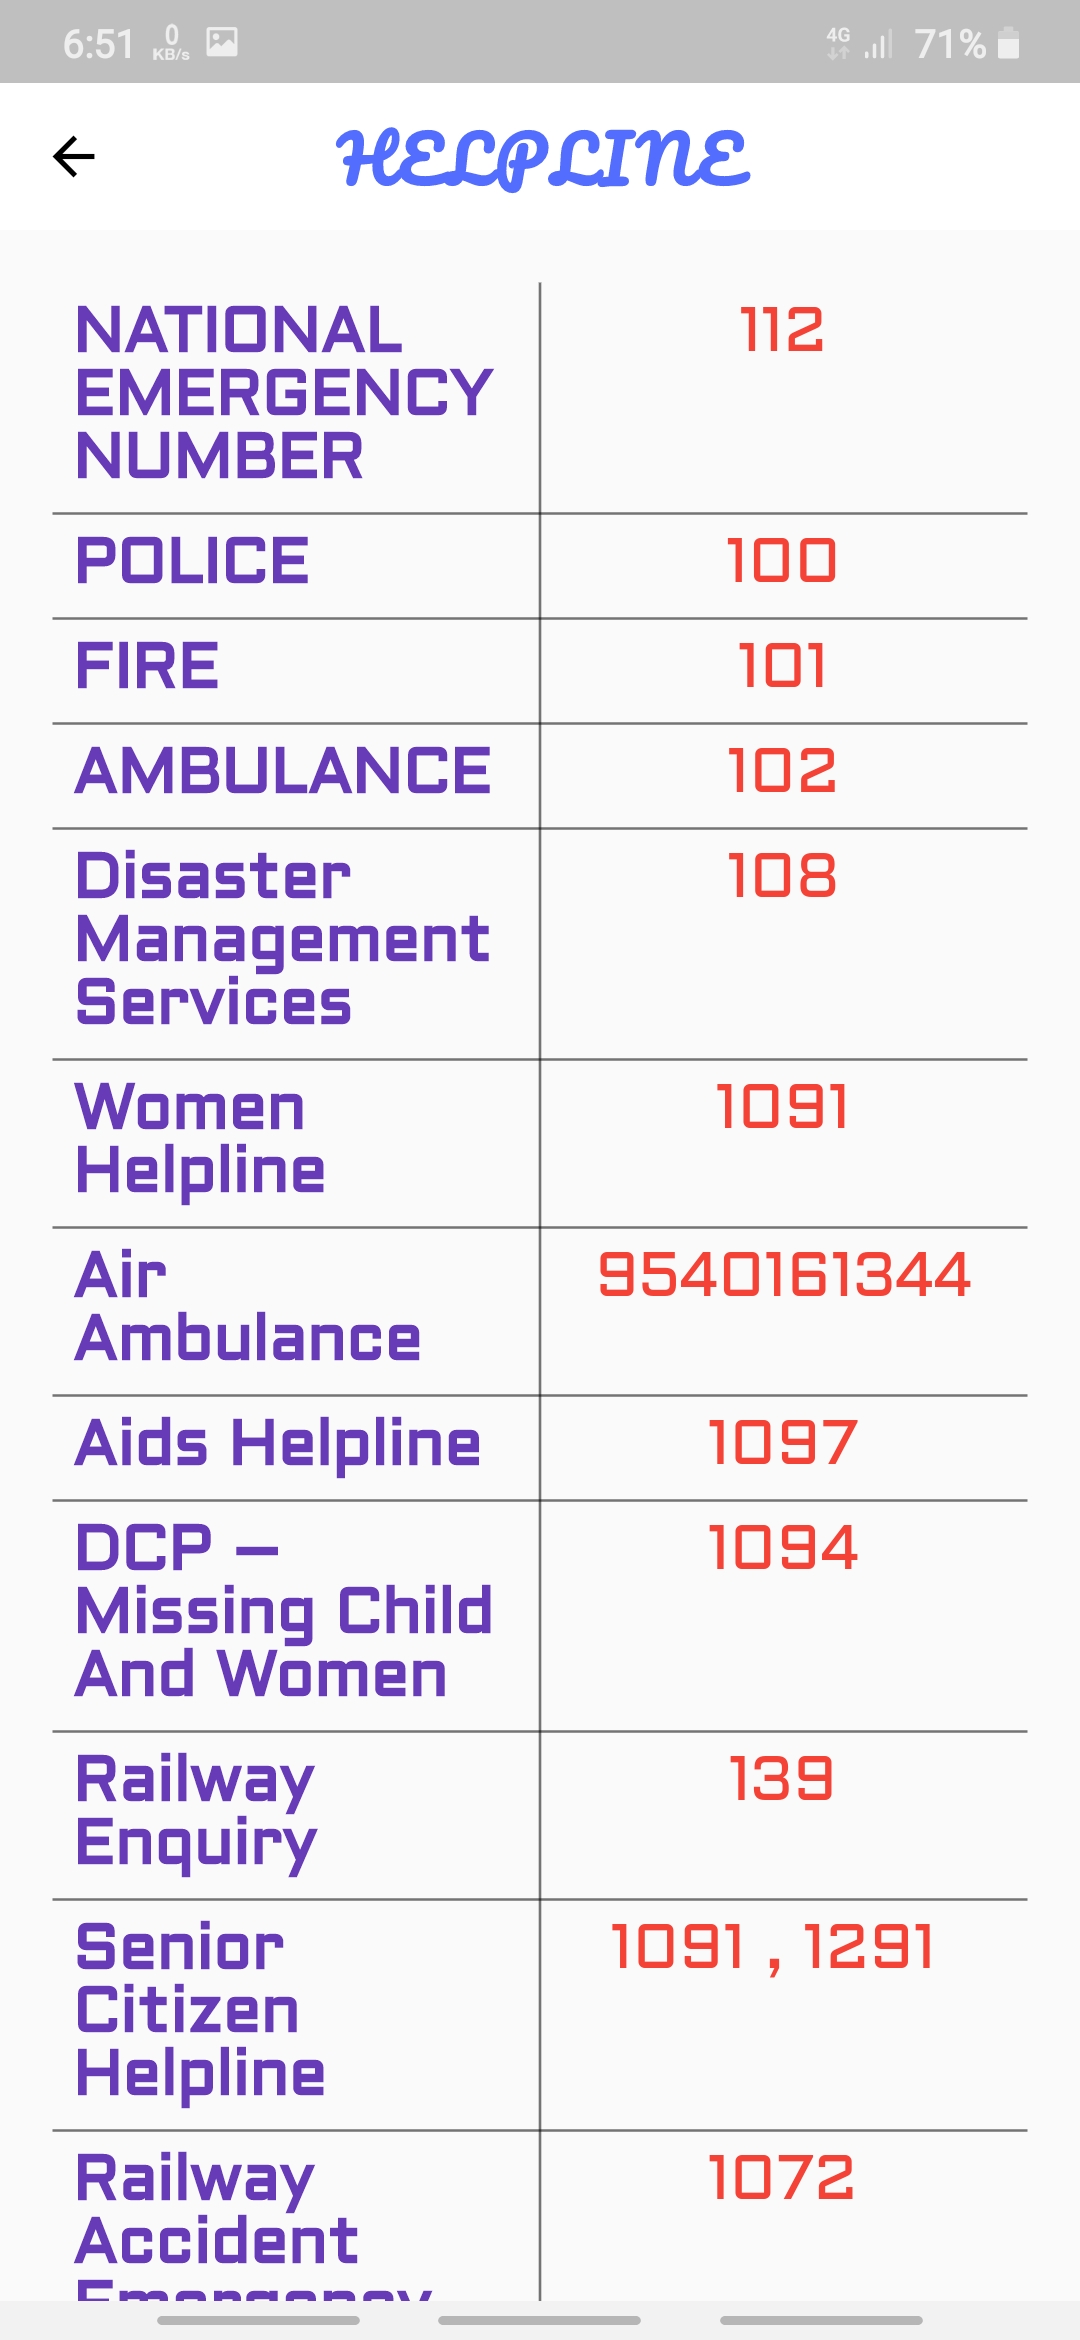 6:51 0 KB/s 4G 71%
HELPLINE
NATIONAL 112
EMERGENCY
NUMBER
POLICE 100
FIRE 101
AMBULANCE 102
Disaster 108
Management
Services
Women 1091
Helpline
Air 9540161344
Ambulance
Aids Helpline 1097
DCP – 1094
Missing Child
And Women
Railway 139
Enquiry
Senior 1091 , 1291
Citizen
Helpline
Railway 1072
Accident
Emergency